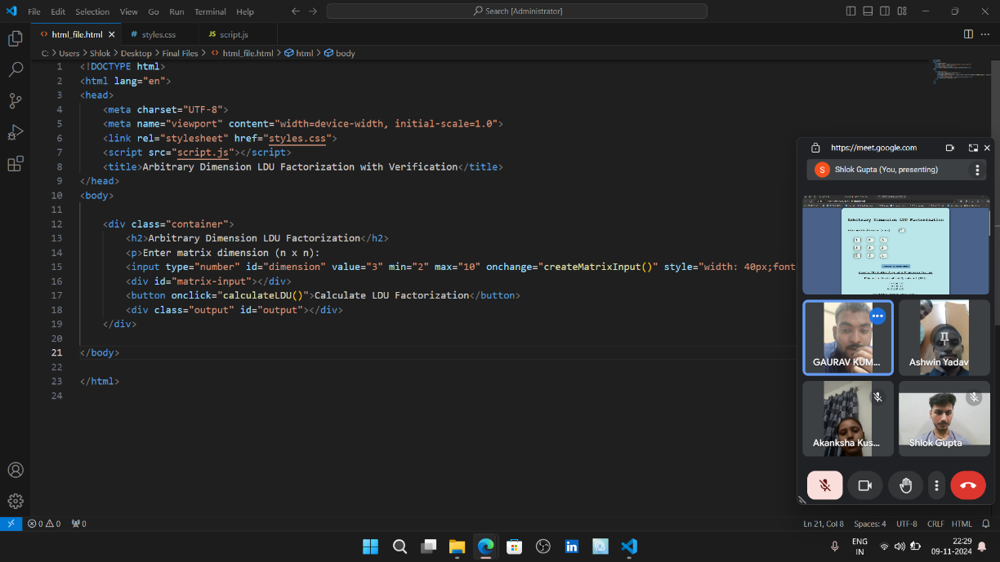 File Edit Selection View Go Run Terminal Help
Search [Administrator]
html_file.html styles.css JS script.js
C: > Users > Shlok > Desktop > Final Files > html_file.html > html > body
1 <!DOCTYPE html>
2 <html lang="en">
3 <head>
4 <meta charset="UTF-8">
5 <meta name="viewport" content="width=device-width, initial-scale=1.0">
6 <link rel="stylesheet" href="styles.css">
7 <script src="script.js"></script>
8 <title>Arbitrary Dimension LDU Factorization with Verification</title>
9 </head>
10 <body>
11
12 <div class="container">
13 <h2>Arbitrary Dimension LDU Factorization</h2>
14 <p>Enter matrix dimension (n x n):
15 <input type="number" id="dimension" value="3" min="2" max="10" onchange="createMatrixInput()" style="width: 40px;font
16 <div id="matrix-input"></div>
17 <button onclick="calculateLDU()">Calculate LDU Factorization</button>
18 <div class="output" id="output"></div>
19 </div>
20
21 </body>
22
23 </html>
24
https://meet.google.com
S Shlok Gupta (You, presenting)
Arbitrary Dimension LDU Factorization
GAURAV KUM...
Ashwin Yadav
Akanksha Kus...
Shlok Gupta
0 0 0
Ln 21, Col 8 Spaces: 4 UTF-8 CRLF HTML
ENG
IN
22:29
09-11-2024